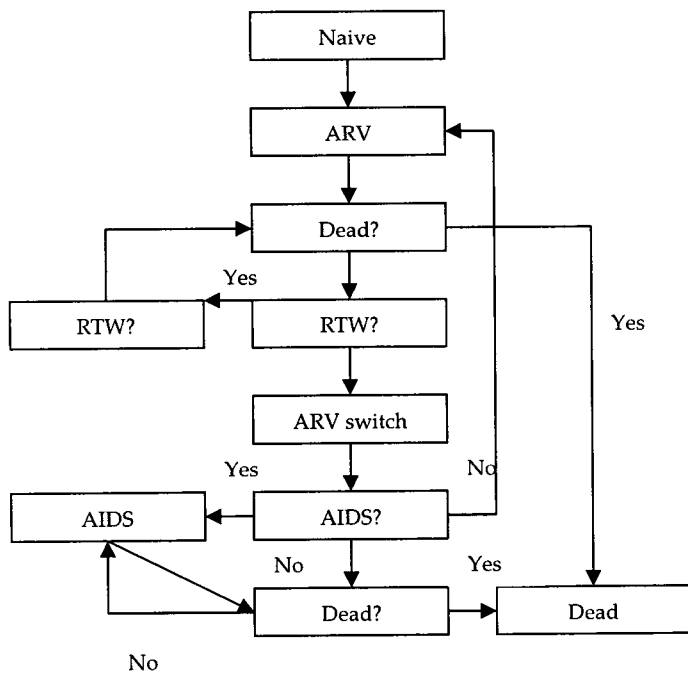 Naive
ARV
Dead?
Yes
RTW?
RTW?
Yes
ARV switch
Yes
No
AIDS
AIDS?
No
Yes
Dead?
Dead
No